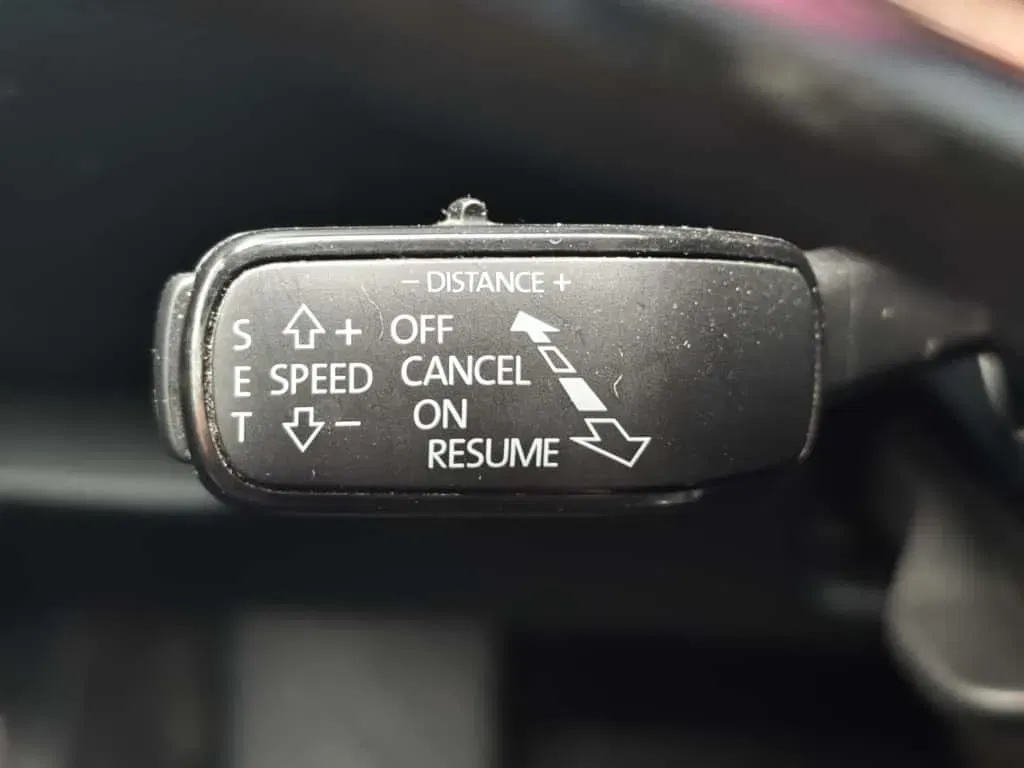 - DISTANCE +
S + OFF
E SPEED CANCEL
T - ON
RESUME